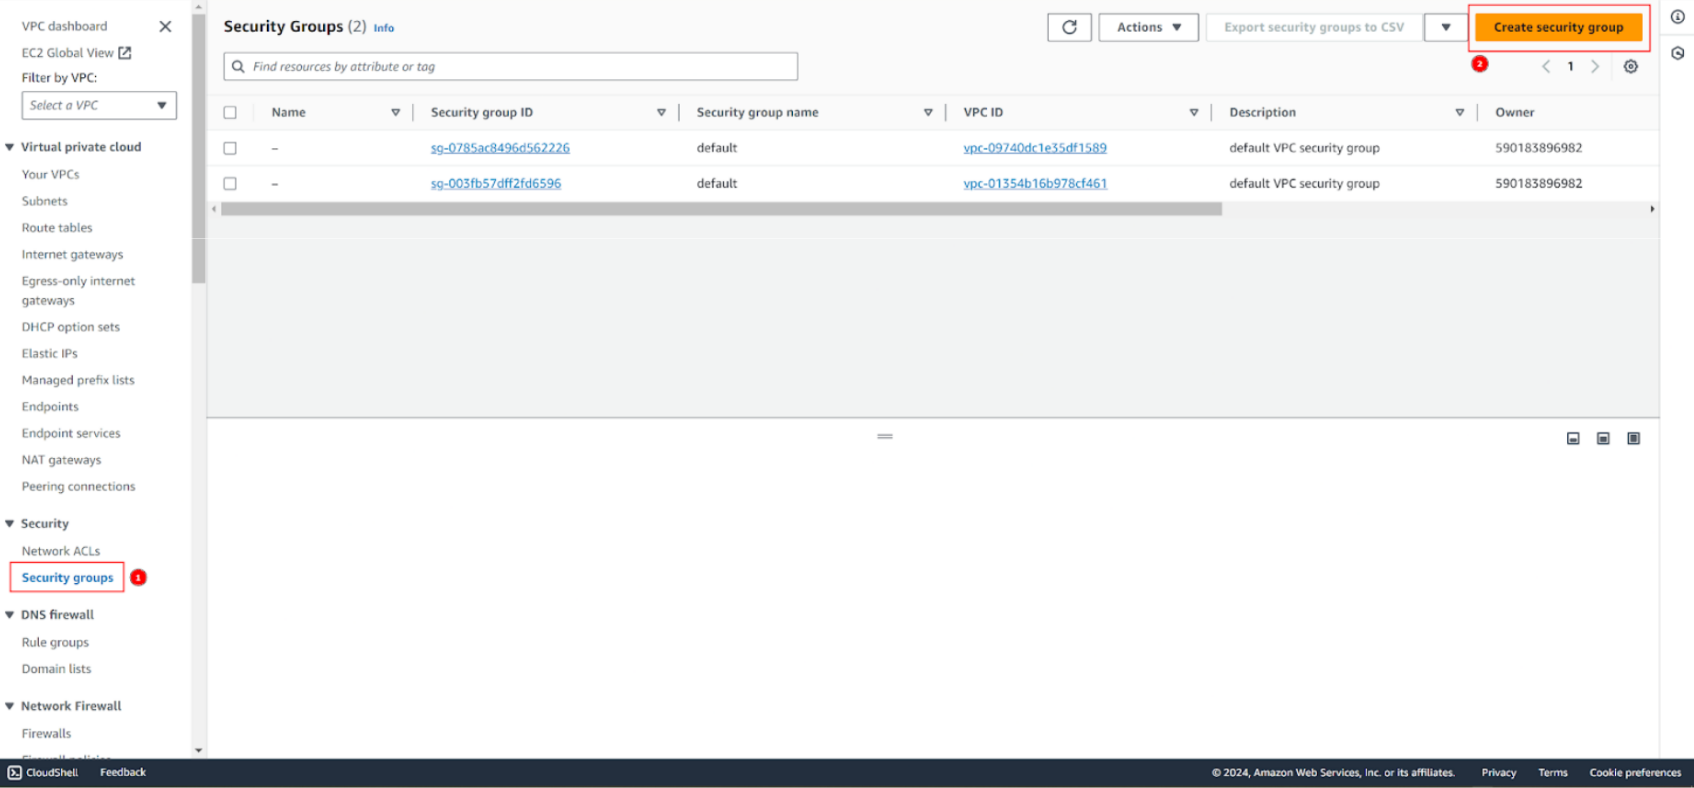 VPC dashboard
EC2 Global View
Filter by VPC:
Select a VPC
Virtual private cloud
Your VPCs
Subnets
Route tables
Internet gateways
Egress-only internet
gateways
DHCP option sets
Elastic IPs
Managed prefix lists
Endpoints
Endpoint services
NAT gateways
Peering connections
Security
Network ACLs
Security groups 1
DNS firewall
Rule groups
Domain lists
Network Firewall
Firewalls
Security Groups (2) Info
Actions
Export security groups to CSV
Create security group
2
Find resources by attribute or tag
1
Name Security group ID Security group name VPC ID Description Owner
– sg-0785ac8496d562226 default vpc-09740dc1e35df1589 default VPC security group 590183896982
– sg-003fb57dff2fd6596 default vpc-01354b16b978cf461 default VPC security group 590183896982
CloudShell Feedback © 2024, Amazon Web Services, Inc. or its affiliates. Privacy Terms Cookie preferences